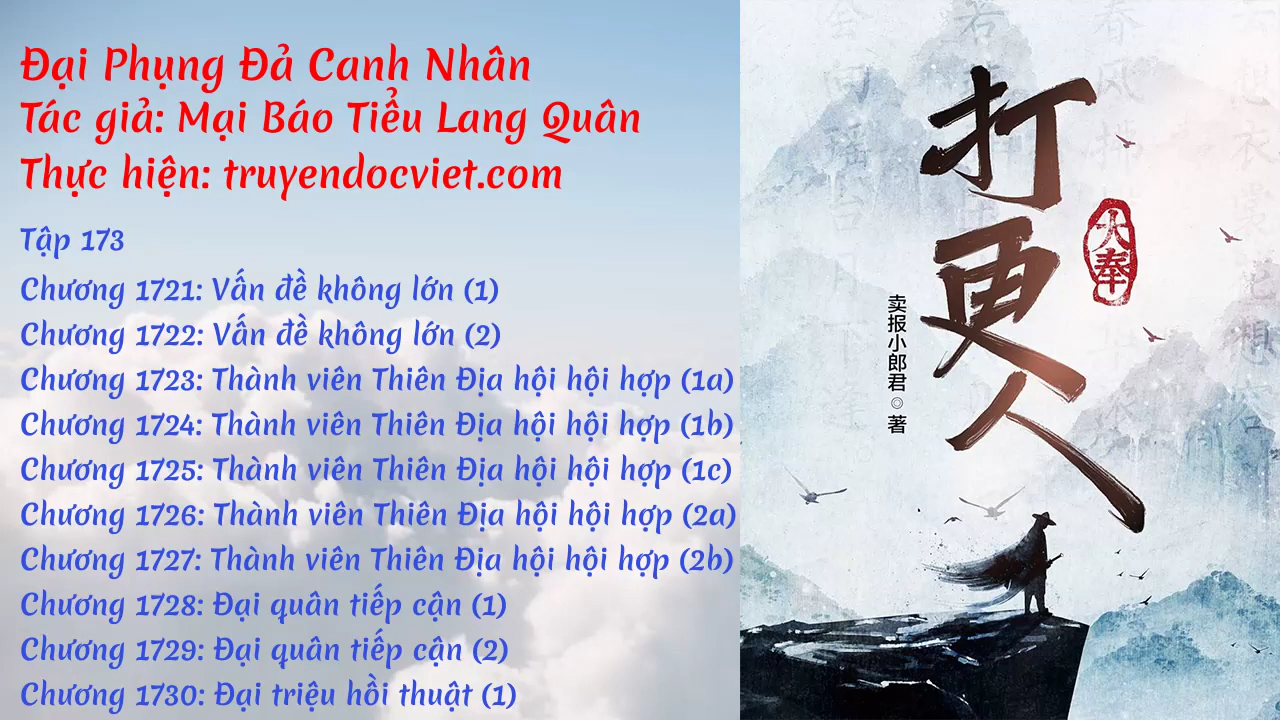 Đại Phụng Đả Canh Nhân
Tác giả: Mại Báo Tiểu Lang Quân
Thực hiện: truyendocviet.com
Tập 173
Chương 1721: Vấn đề không lớn (1)
Chương 1722: Vấn đề không lớn (2)
Chương 1723: Thành viên Thiên Địa hội hội hợp (1a)
Chương 1724: Thành viên Thiên Địa hội hội hợp (1b)
Chương 1725: Thành viên Thiên Địa hội hội hợp (1c)
Chương 1726: Thành viên Thiên Địa hội hội hợp (2a)
Chương 1727: Thành viên Thiên Địa hội hội hợp (2b)
Chương 1728: Đại quân tiếp cận (1)
Chương 1729: Đại quân tiếp cận (2)
Chương 1730: Đại triệu hồi thuật (1)
打更人
大奉
卖报小郎君◎著